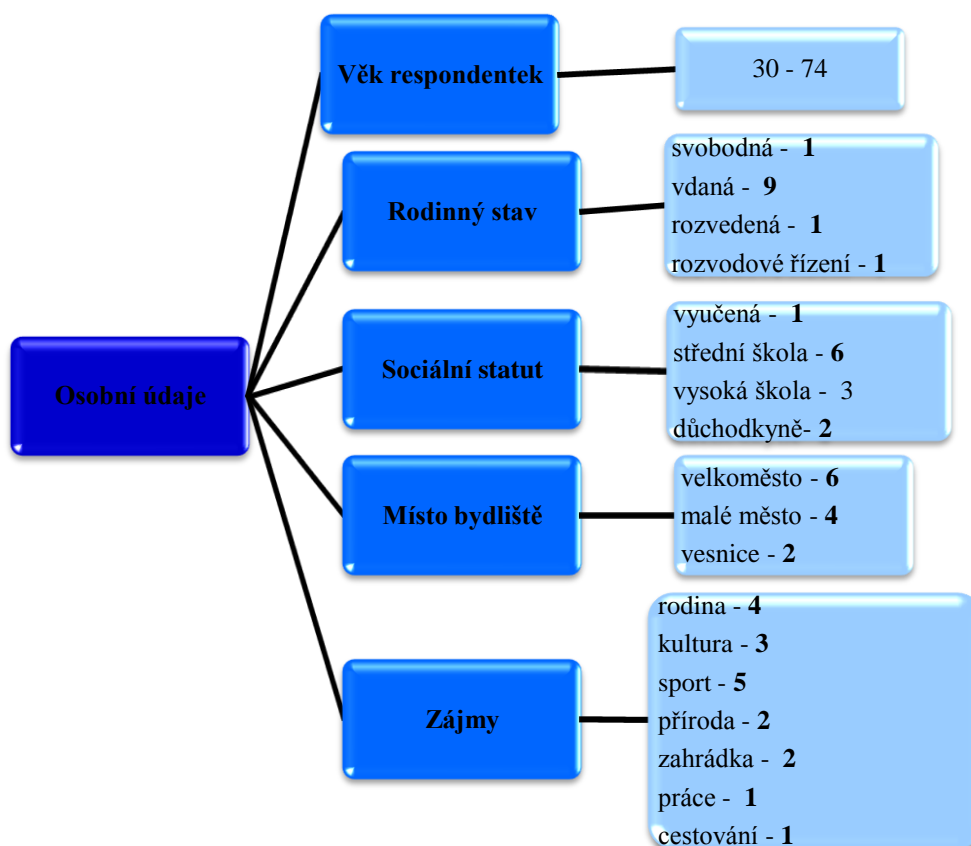 Osobní údaje
Věk respondentek
30 - 74
Rodinný stav
svobodná - 1
vdaná - 9
rozvedená - 1
rozvodové řízení - 1
Sociální statut
vyučená - 1
střední škola - 6
vysoká škola - 3
důchodkyně- 2
Místo bydliště
velkoměsto - 6
malé město - 4
vesnice - 2
Zájmy
rodina - 4
kultura - 3
sport - 5
příroda - 2
zahrádka - 2
práce - 1
cestování - 1